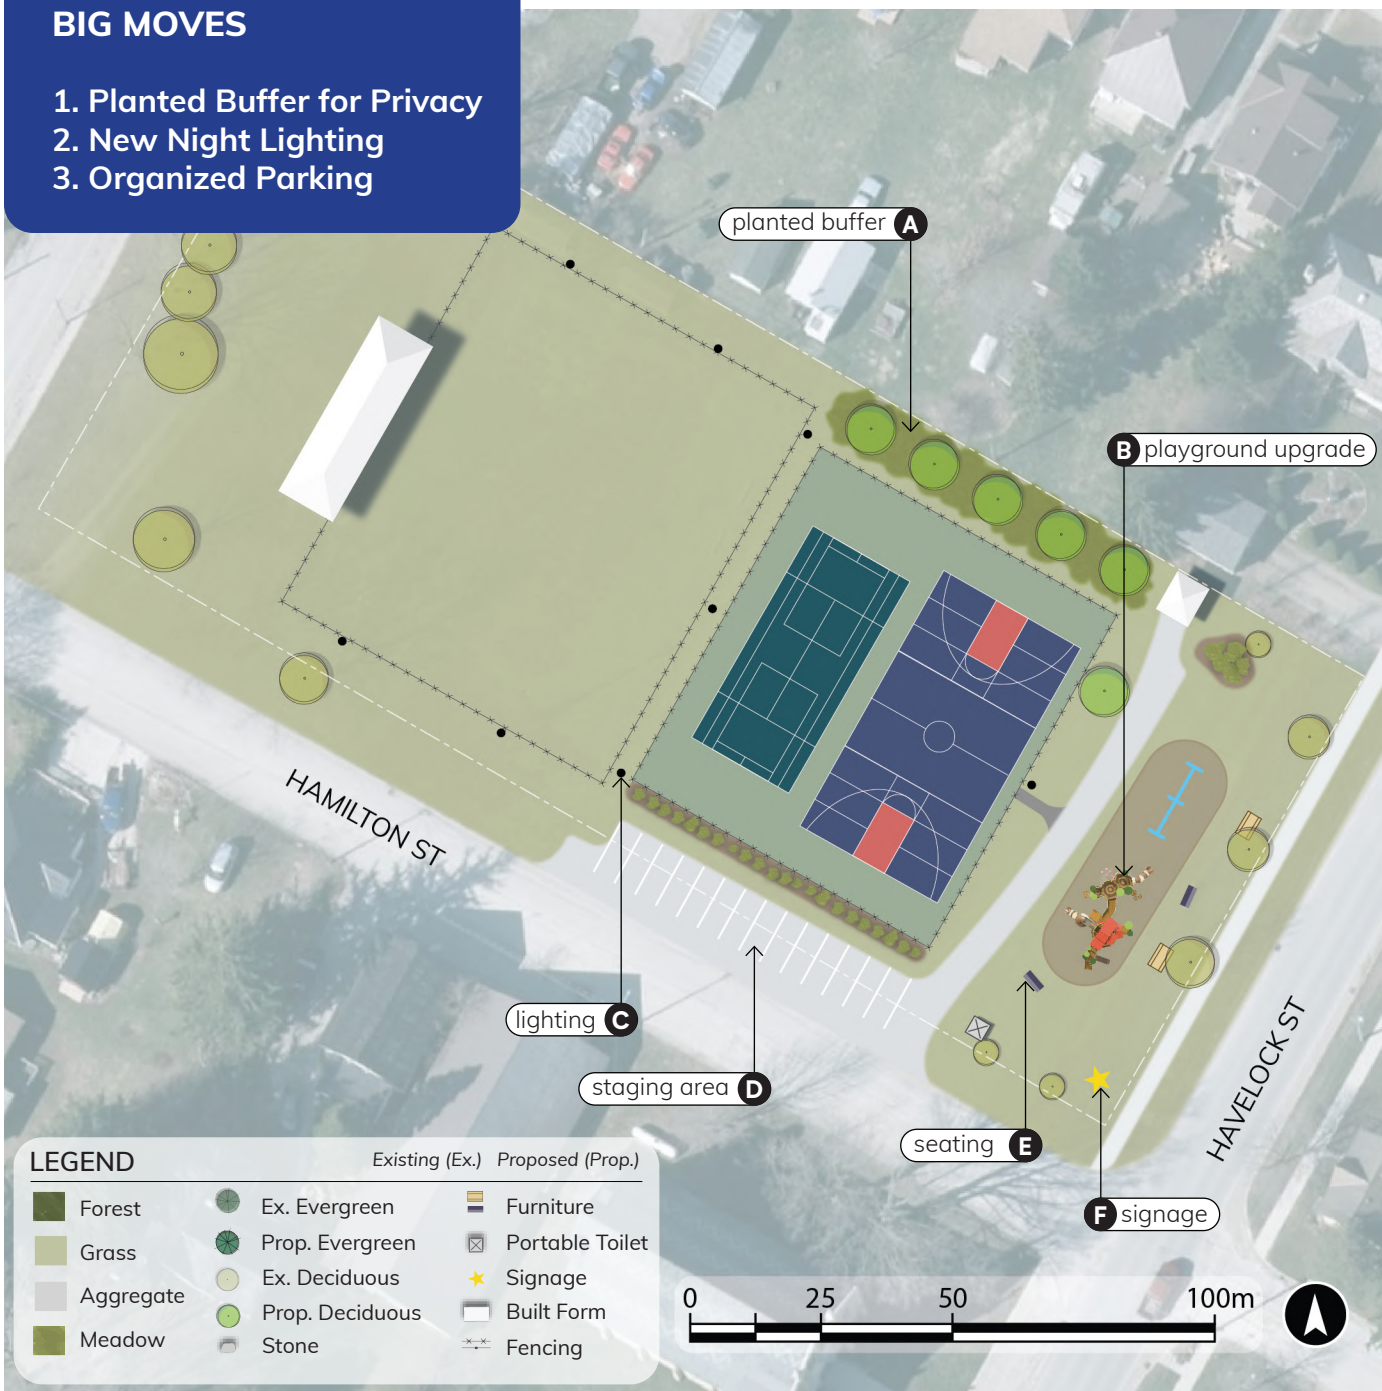 BIG MOVES
1. Planted Buffer for Privacy
2. New Night Lighting
3. Organized Parking
planted buffer A
B playground upgrade
HAMILTON ST
lighting C
staging area D
seating E
HAVELOCK ST
F signage
LEGEND
Existing (Ex.) Proposed (Prop.)
Forest
Grass
Aggregate
Meadow
Ex. Evergreen
Prop. Evergreen
Ex. Deciduous
Prop. Deciduous
Stone
Furniture
Portable Toilet
Signage
Built Form
Fencing
0 25 50 100m